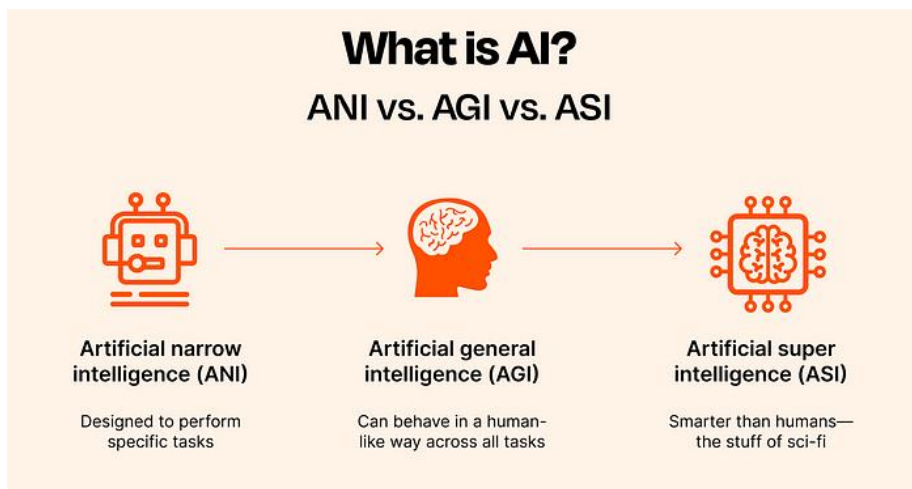 What is AI?
ANI vs. AGI vs. ASI
Artificial narrow
intelligence (ANI)
Designed to perform
specific tasks
Artificial general
intelligence (AGI)
Can behave in a human-
like way across all tasks
Artificial super
intelligence (ASI)
Smarter than humans—
the stuff of sci-fi